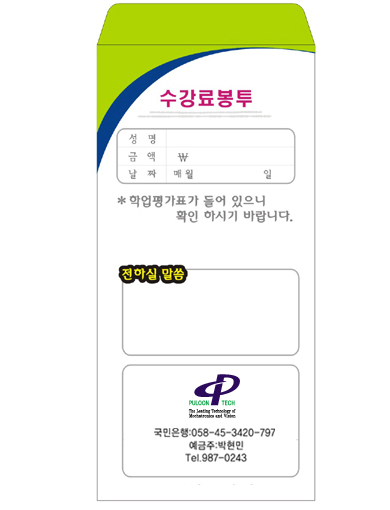 수강료봉투
성 명
금 액 ₩
날 짜 매월 일
*학업평가표가 들어 있으니
확인 하시기 바랍니다.
전하실 말씀
PULOON TECH
The Leading Technology of
Mechatronics and Vision
국민은행:058-45-3420-797
예금주:박현민
Tel.987-0243